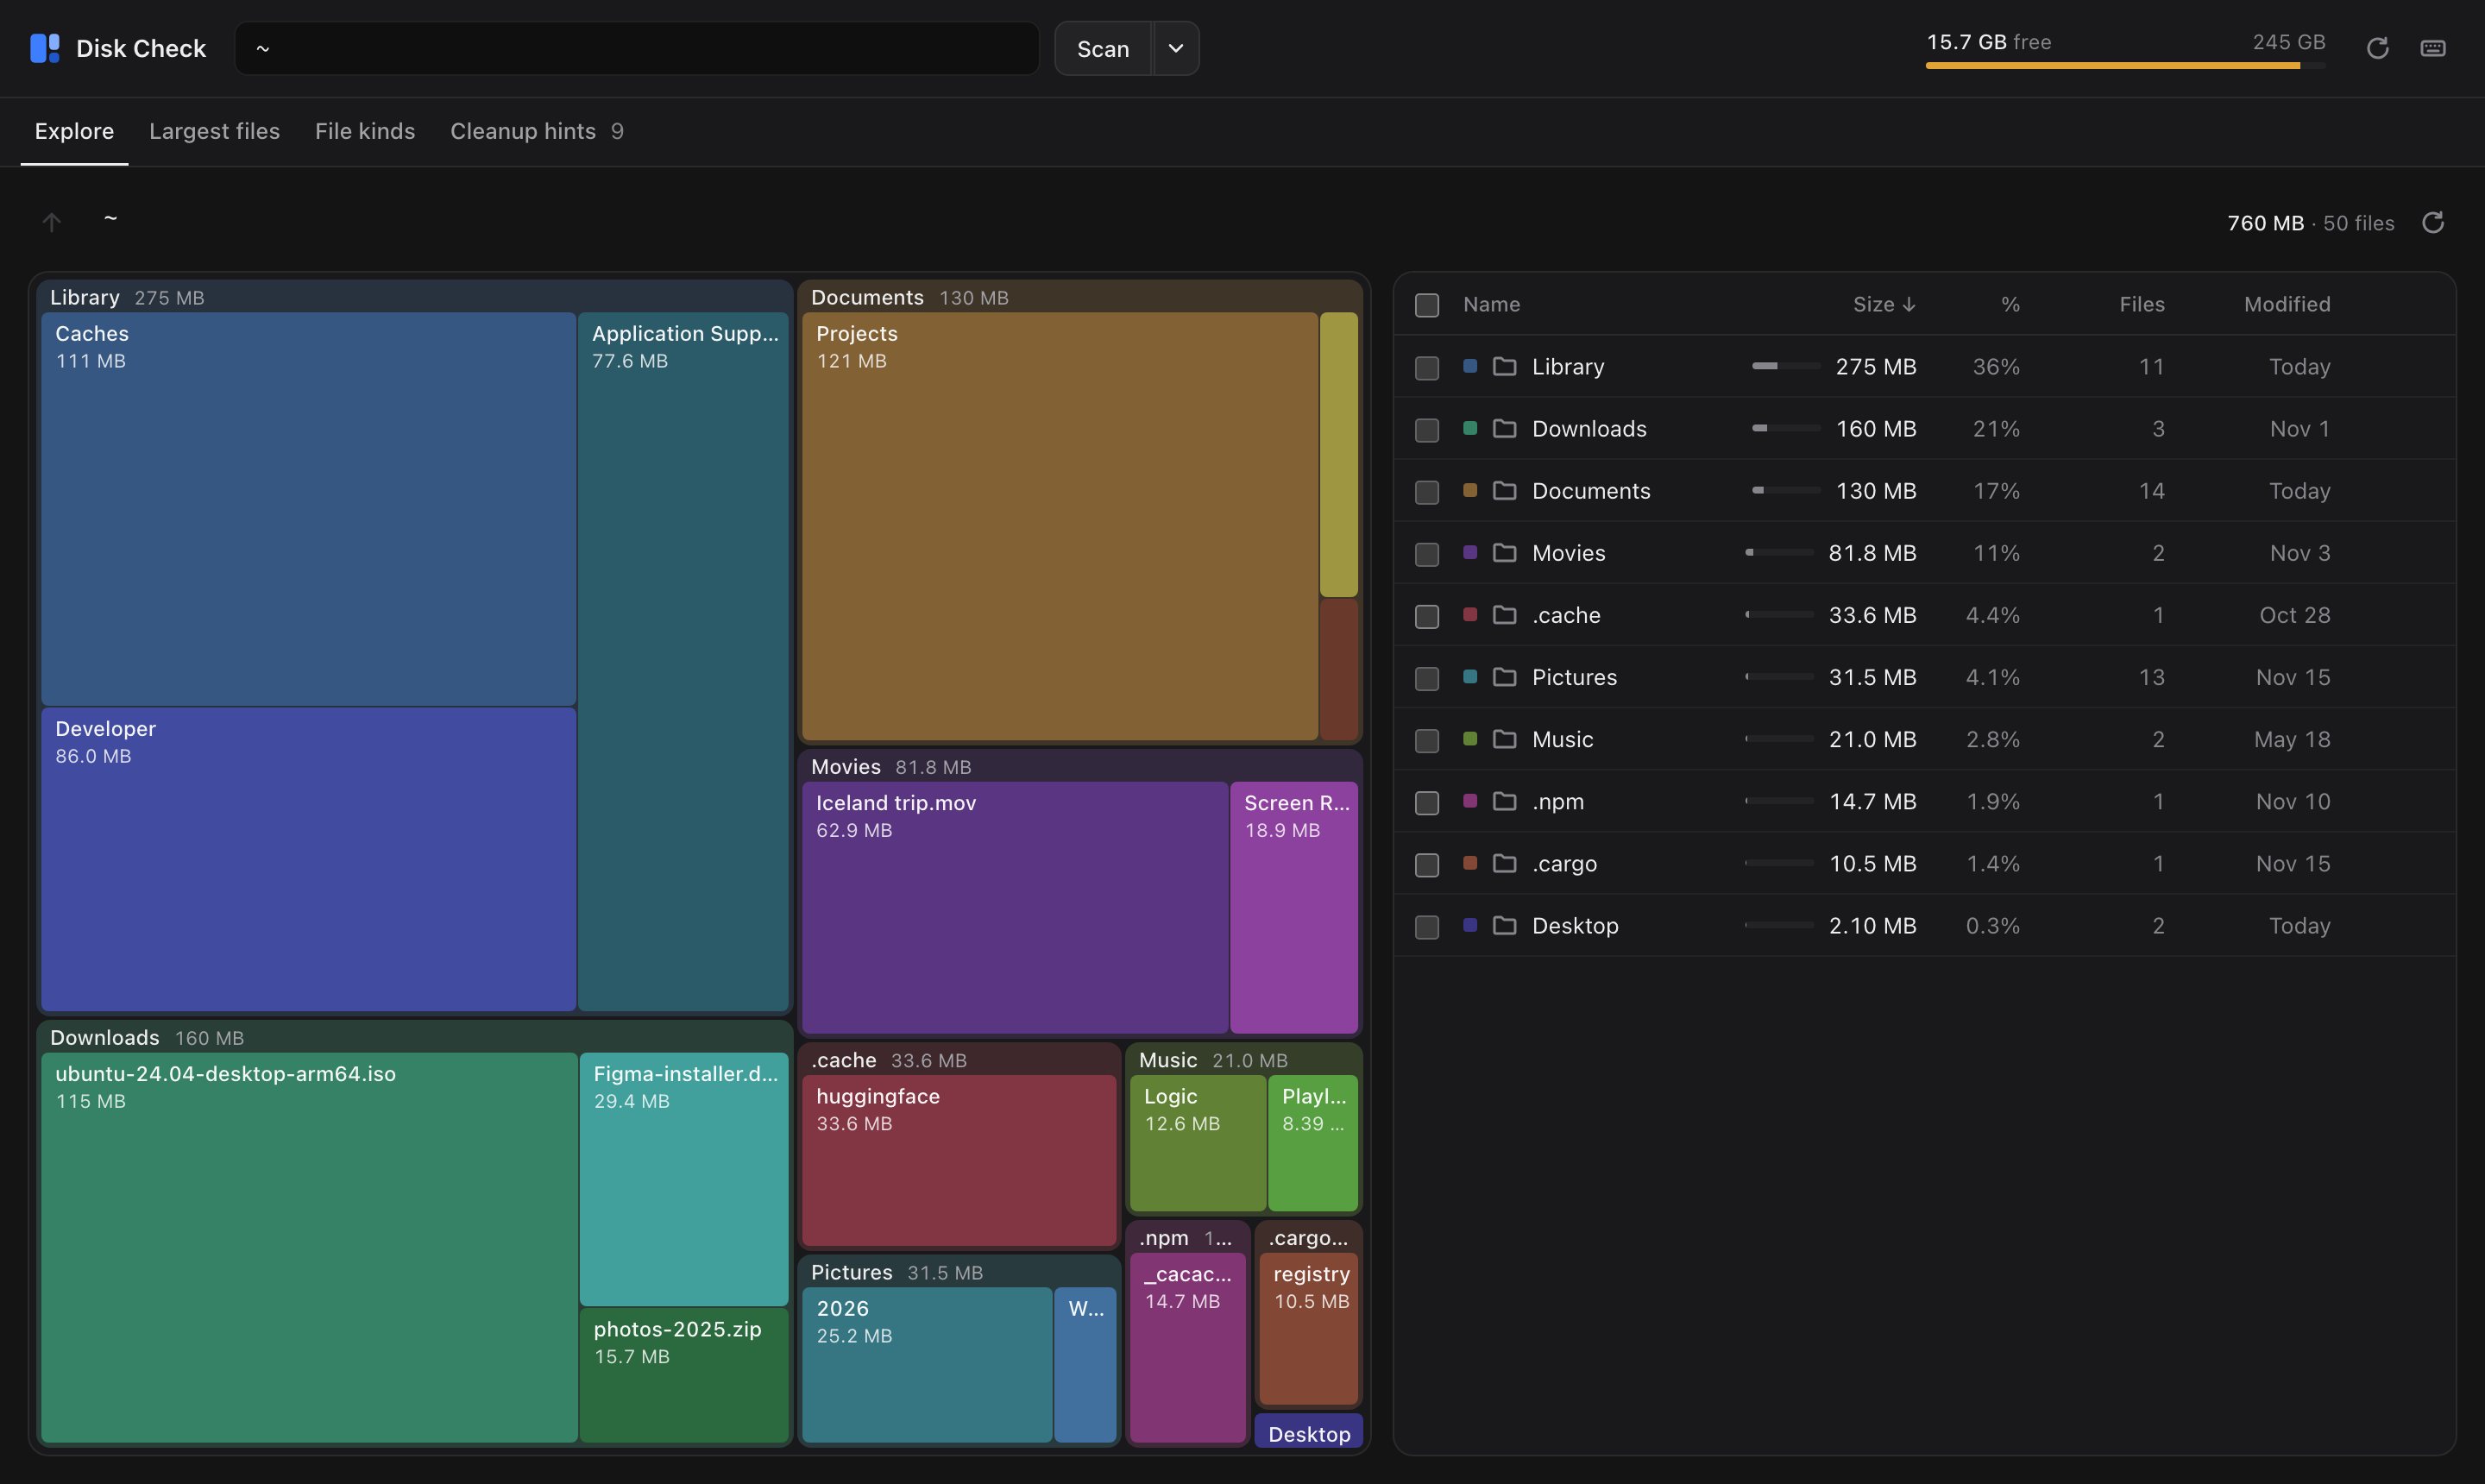 Disk Check
~
Scan
15.7 GB free
245 GB
Explore
Largest files
File kinds
Cleanup hints 9
~
760 MB · 50 files
Library 275 MB
Caches
111 MB
Application Supp...
77.6 MB
Developer
86.0 MB
Downloads 160 MB
ubuntu-24.04-desktop-arm64.iso
115 MB
Figma-installer.d...
29.4 MB
photos-2025.zip
15.7 MB
Documents 130 MB
Projects
121 MB
Movies 81.8 MB
Iceland trip.mov
62.9 MB
Screen R...
18.9 MB
.cache 33.6 MB
huggingface
33.6 MB
Music 21.0 MB
Logic
12.6 MB
Playl...
8.39 ...
Pictures 31.5 MB
2026
25.2 MB
W...
.npm 1...
_cacac...
14.7 MB
.cargo...
registry
10.5 MB
Desktop
Name Size ↓ % Files Modified
Library 275 MB 36% 11 Today
Downloads 160 MB 21% 3 Nov 1
Documents 130 MB 17% 14 Today
Movies 81.8 MB 11% 2 Nov 3
.cache 33.6 MB 4.4% 1 Oct 28
Pictures 31.5 MB 4.1% 13 Nov 15
Music 21.0 MB 2.8% 2 May 18
.npm 14.7 MB 1.9% 1 Nov 10
.cargo 10.5 MB 1.4% 1 Nov 15
Desktop 2.10 MB 0.3% 2 Today